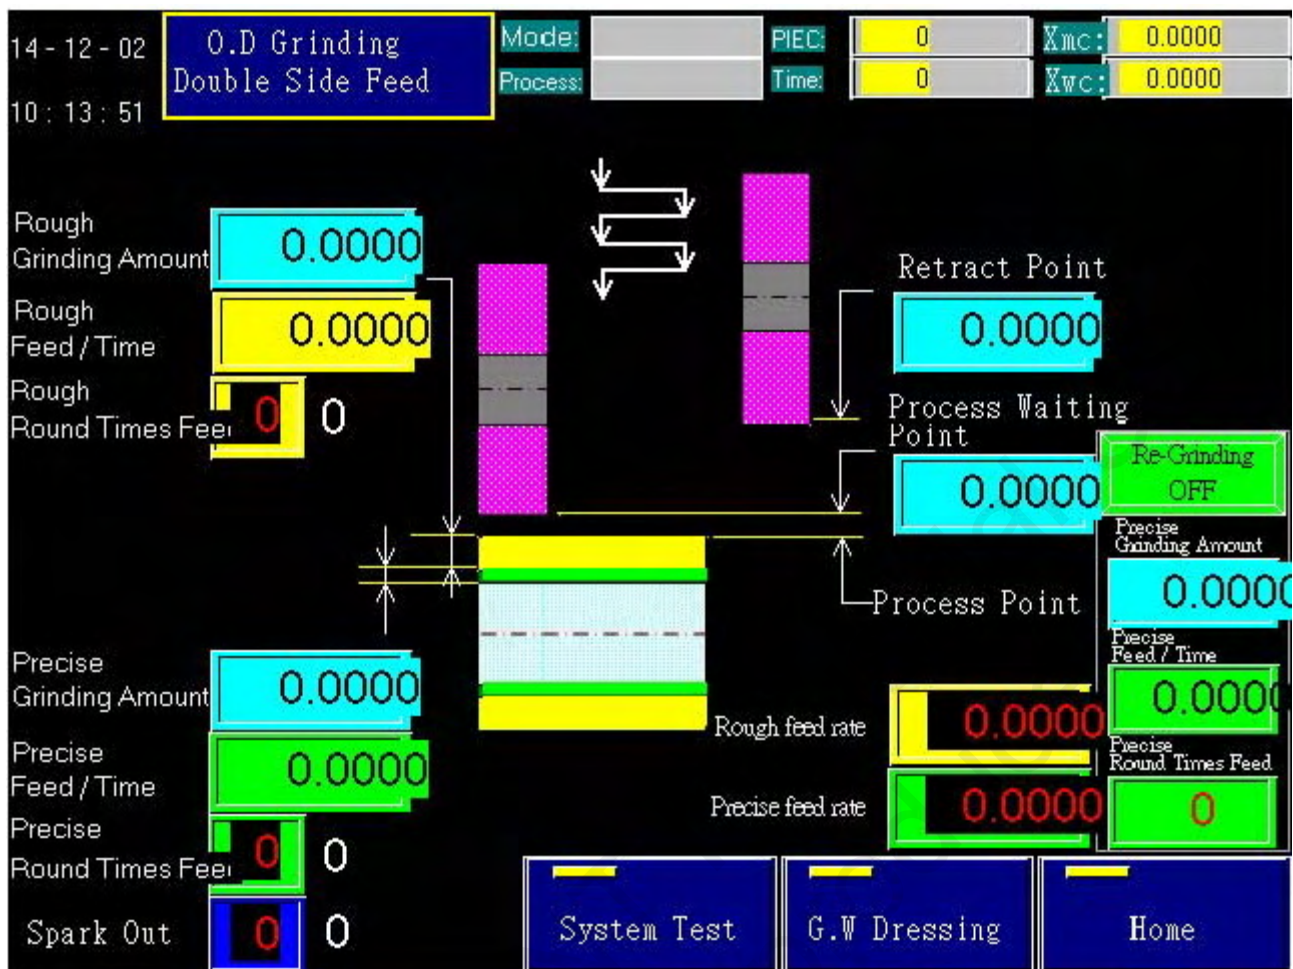 14 - 12 - 02
10 : 13 : 51
O.D Grinding
Double Side Feed
Mode:
Process:
PIEC: 0
Time: 0
Xmc: 0.0000
Xwc: 0.0000
Rough
Grinding Amount 0.0000
Rough
Feed / Time 0.0000
Rough
Round Times Fee 0 0
Retract Point
0.0000
Process Waiting
Point
0.0000
Process Point
Re-Grinding
OFF
Precise
Grinding Amount
0.0000
Precise
Feed / Time
0.0000
Precise
Round Times Feed
0
Precise
Grinding Amount 0.0000
Precise
Feed / Time 0.0000
Precise
Round Times Fee 0 0
Spark Out 0 0
Rough feed rate 0.0000
Precise feed rate 0.0000
System Test
G.W Dressing
Home